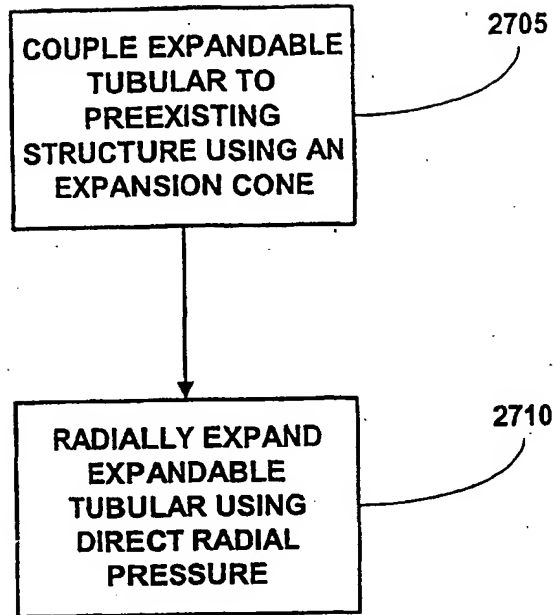 2705
COUPLE EXPANDABLE
TUBULAR TO
PREEXISTING
STRUCTURE USING AN
EXPANSION CONE
2710
RADIALLY EXPAND
EXPANDABLE
TUBULAR USING
DIRECT RADIAL
PRESSURE